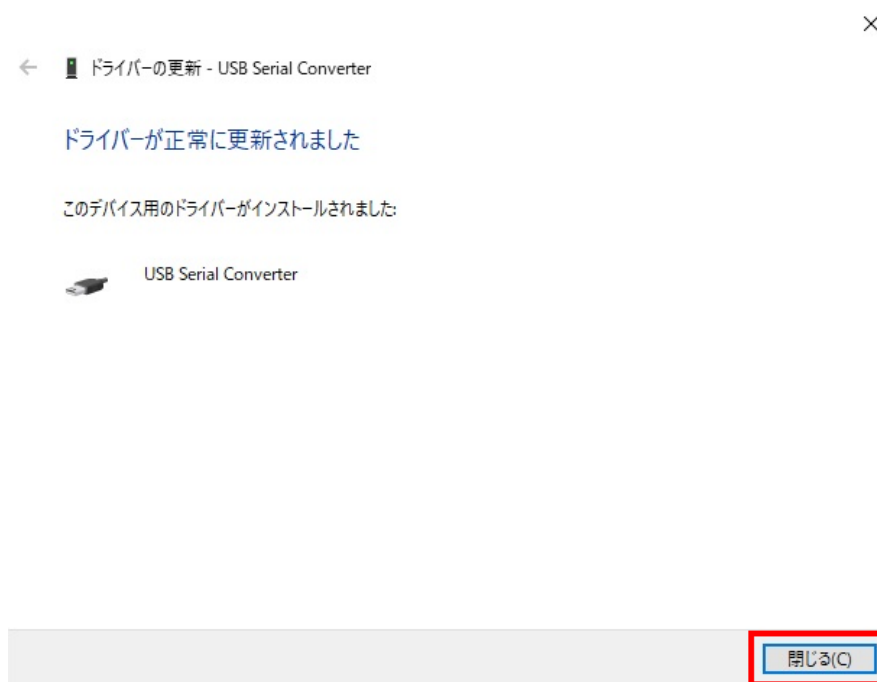 ドライバーの更新 - USB Serial Converter
ドライバーが正常に更新されました
このデバイス用のドライバーがインストールされました:
USB Serial Converter
閉じる(C)